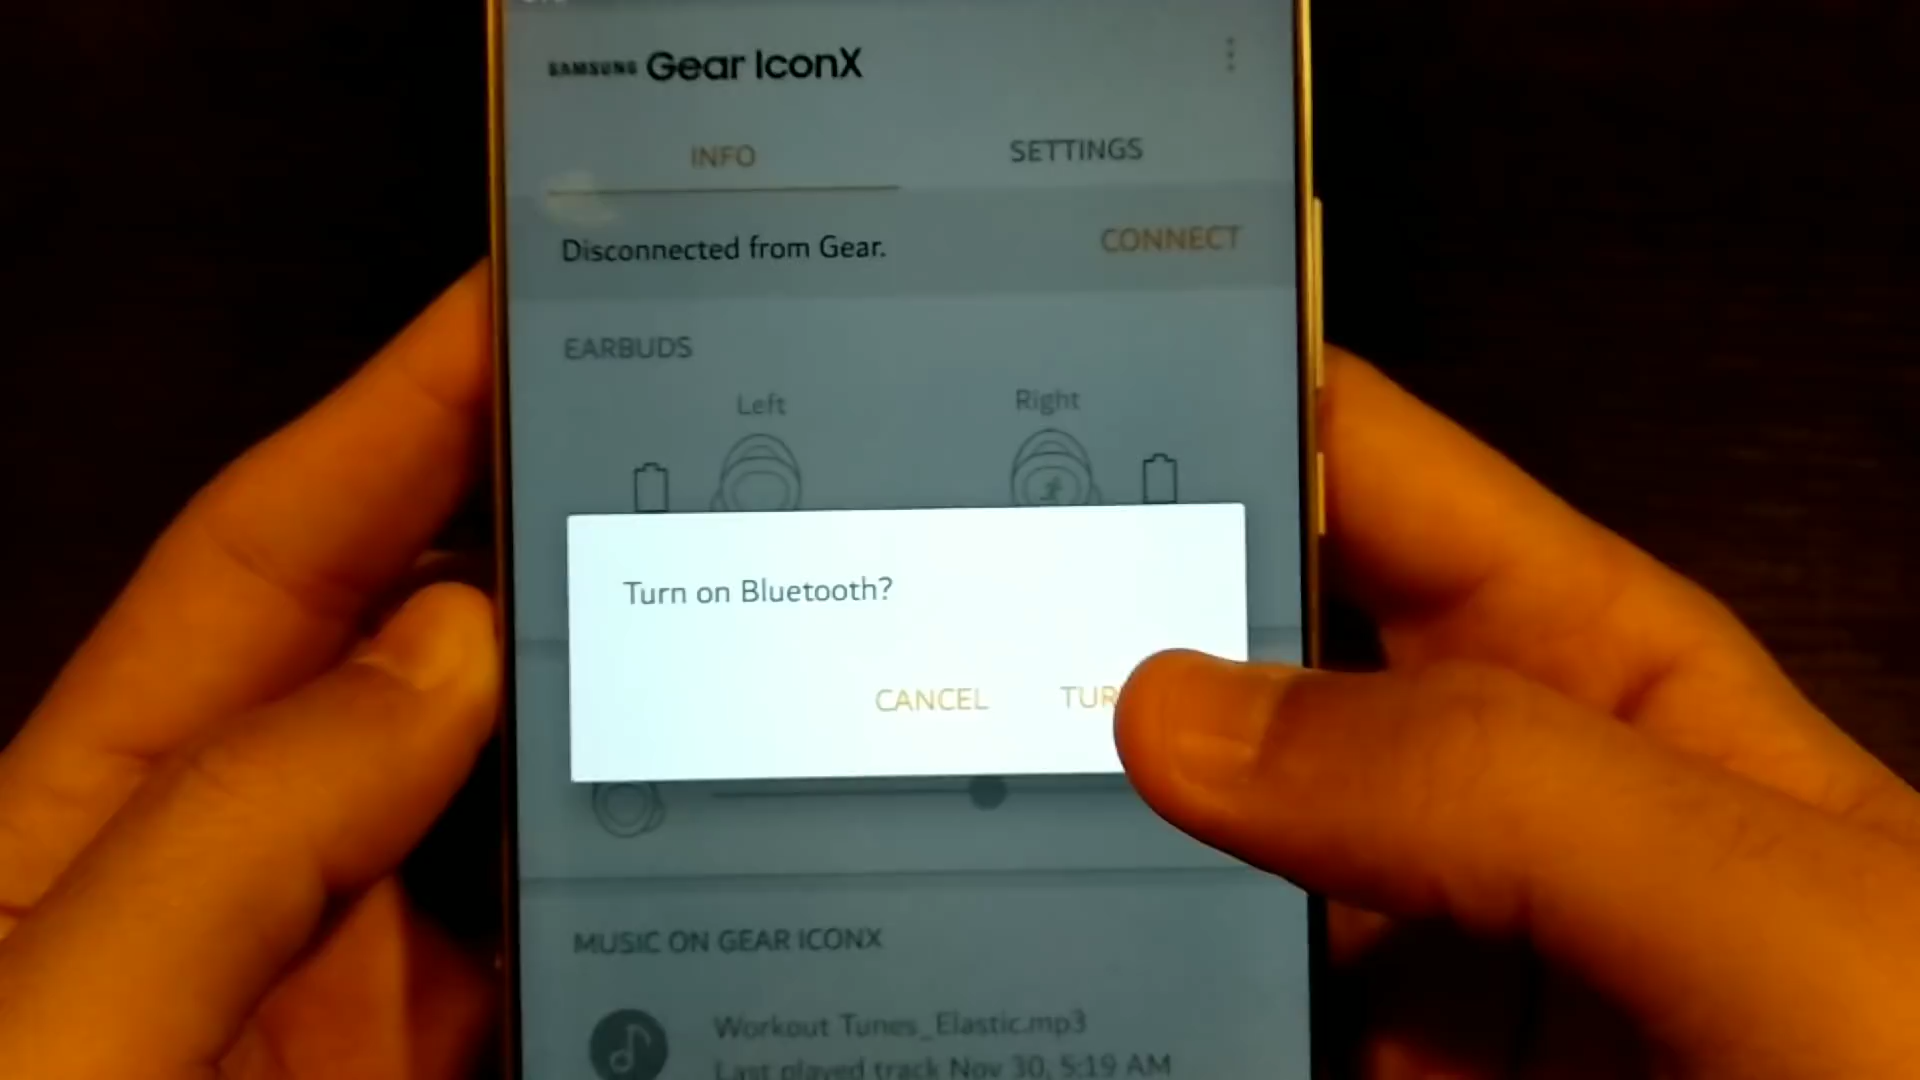 SAMSUNG Gear IconX
INFO
SETTINGS
Disconnected from Gear.
CONNECT
EARBUDS
Left
Right
Turn on Bluetooth?
CANCEL
TUR
MUSIC ON GEAR ICONX
Workout Tunes_Elastic.mp3
Last played track Nov 30, 5:19 AM